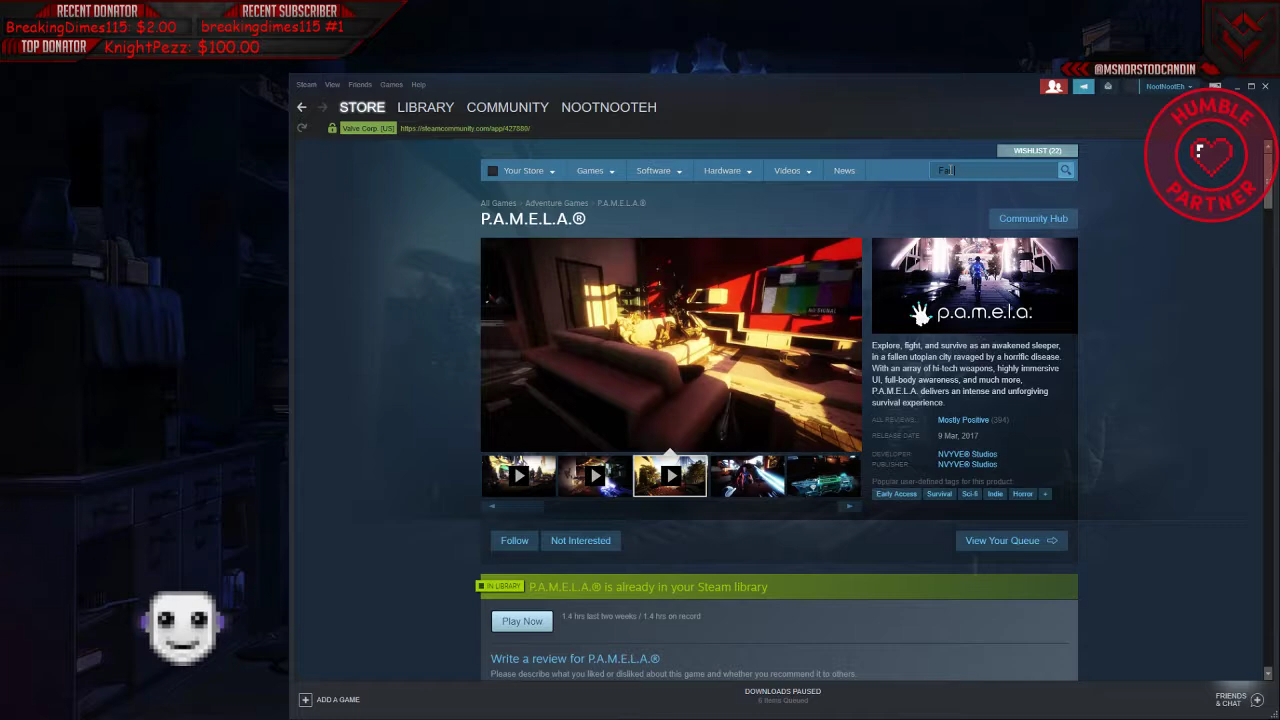 RECENT DONATOR
RECENT SUBSCRIBER
BreakingDimes115: $2.00
breakingdimes115 #1
TOP DONATOR
KnightPezz: $100.00
@MSNDRSTODCANDIN
HUMBLE
PARTNER
Steam View Friends Games Help
NootNootEh
STORE LIBRARY COMMUNITY NOOTNOOTEH
Valve Corp. [US] https://steamcommunity.com/app/427880/
WISHLIST (22)
Your Store Games Software Hardware Videos News
All Games > Adventure Games > P.A.M.E.L.A.®
P.A.M.E.L.A.®
Community Hub
NO SIGNAL
p.a.m.e.l.a:
Explore, fight, and survive as an awakened sleeper,
in a fallen utopian city ravaged by a horrific disease.
With an array of hi-tech weapons, highly immersive
UI, full-body awareness, and much more,
P.A.M.E.L.A. delivers an intense and unforgiving
survival experience.
ALL REVIEWS: Mostly Positive (394)
RELEASE DATE: 9 Mar, 2017
DEVELOPER: NVYVE® Studios
PUBLISHER: NVYVE® Studios
Popular user-defined tags for this product:
Early Access Survival Sci-fi Indie Horror +
Follow Not Interested View Your Queue
IN LIBRARY P.A.M.E.L.A.® is already in your Steam library
Play Now 1.4 hrs last two weeks / 1.4 hrs on record
Write a review for P.A.M.E.L.A.®
Please describe what you liked or disliked about this game and whether you recommend it to others.
ADD A GAME
DOWNLOADS PAUSED
6 Items Queued
FRIENDS
& CHAT